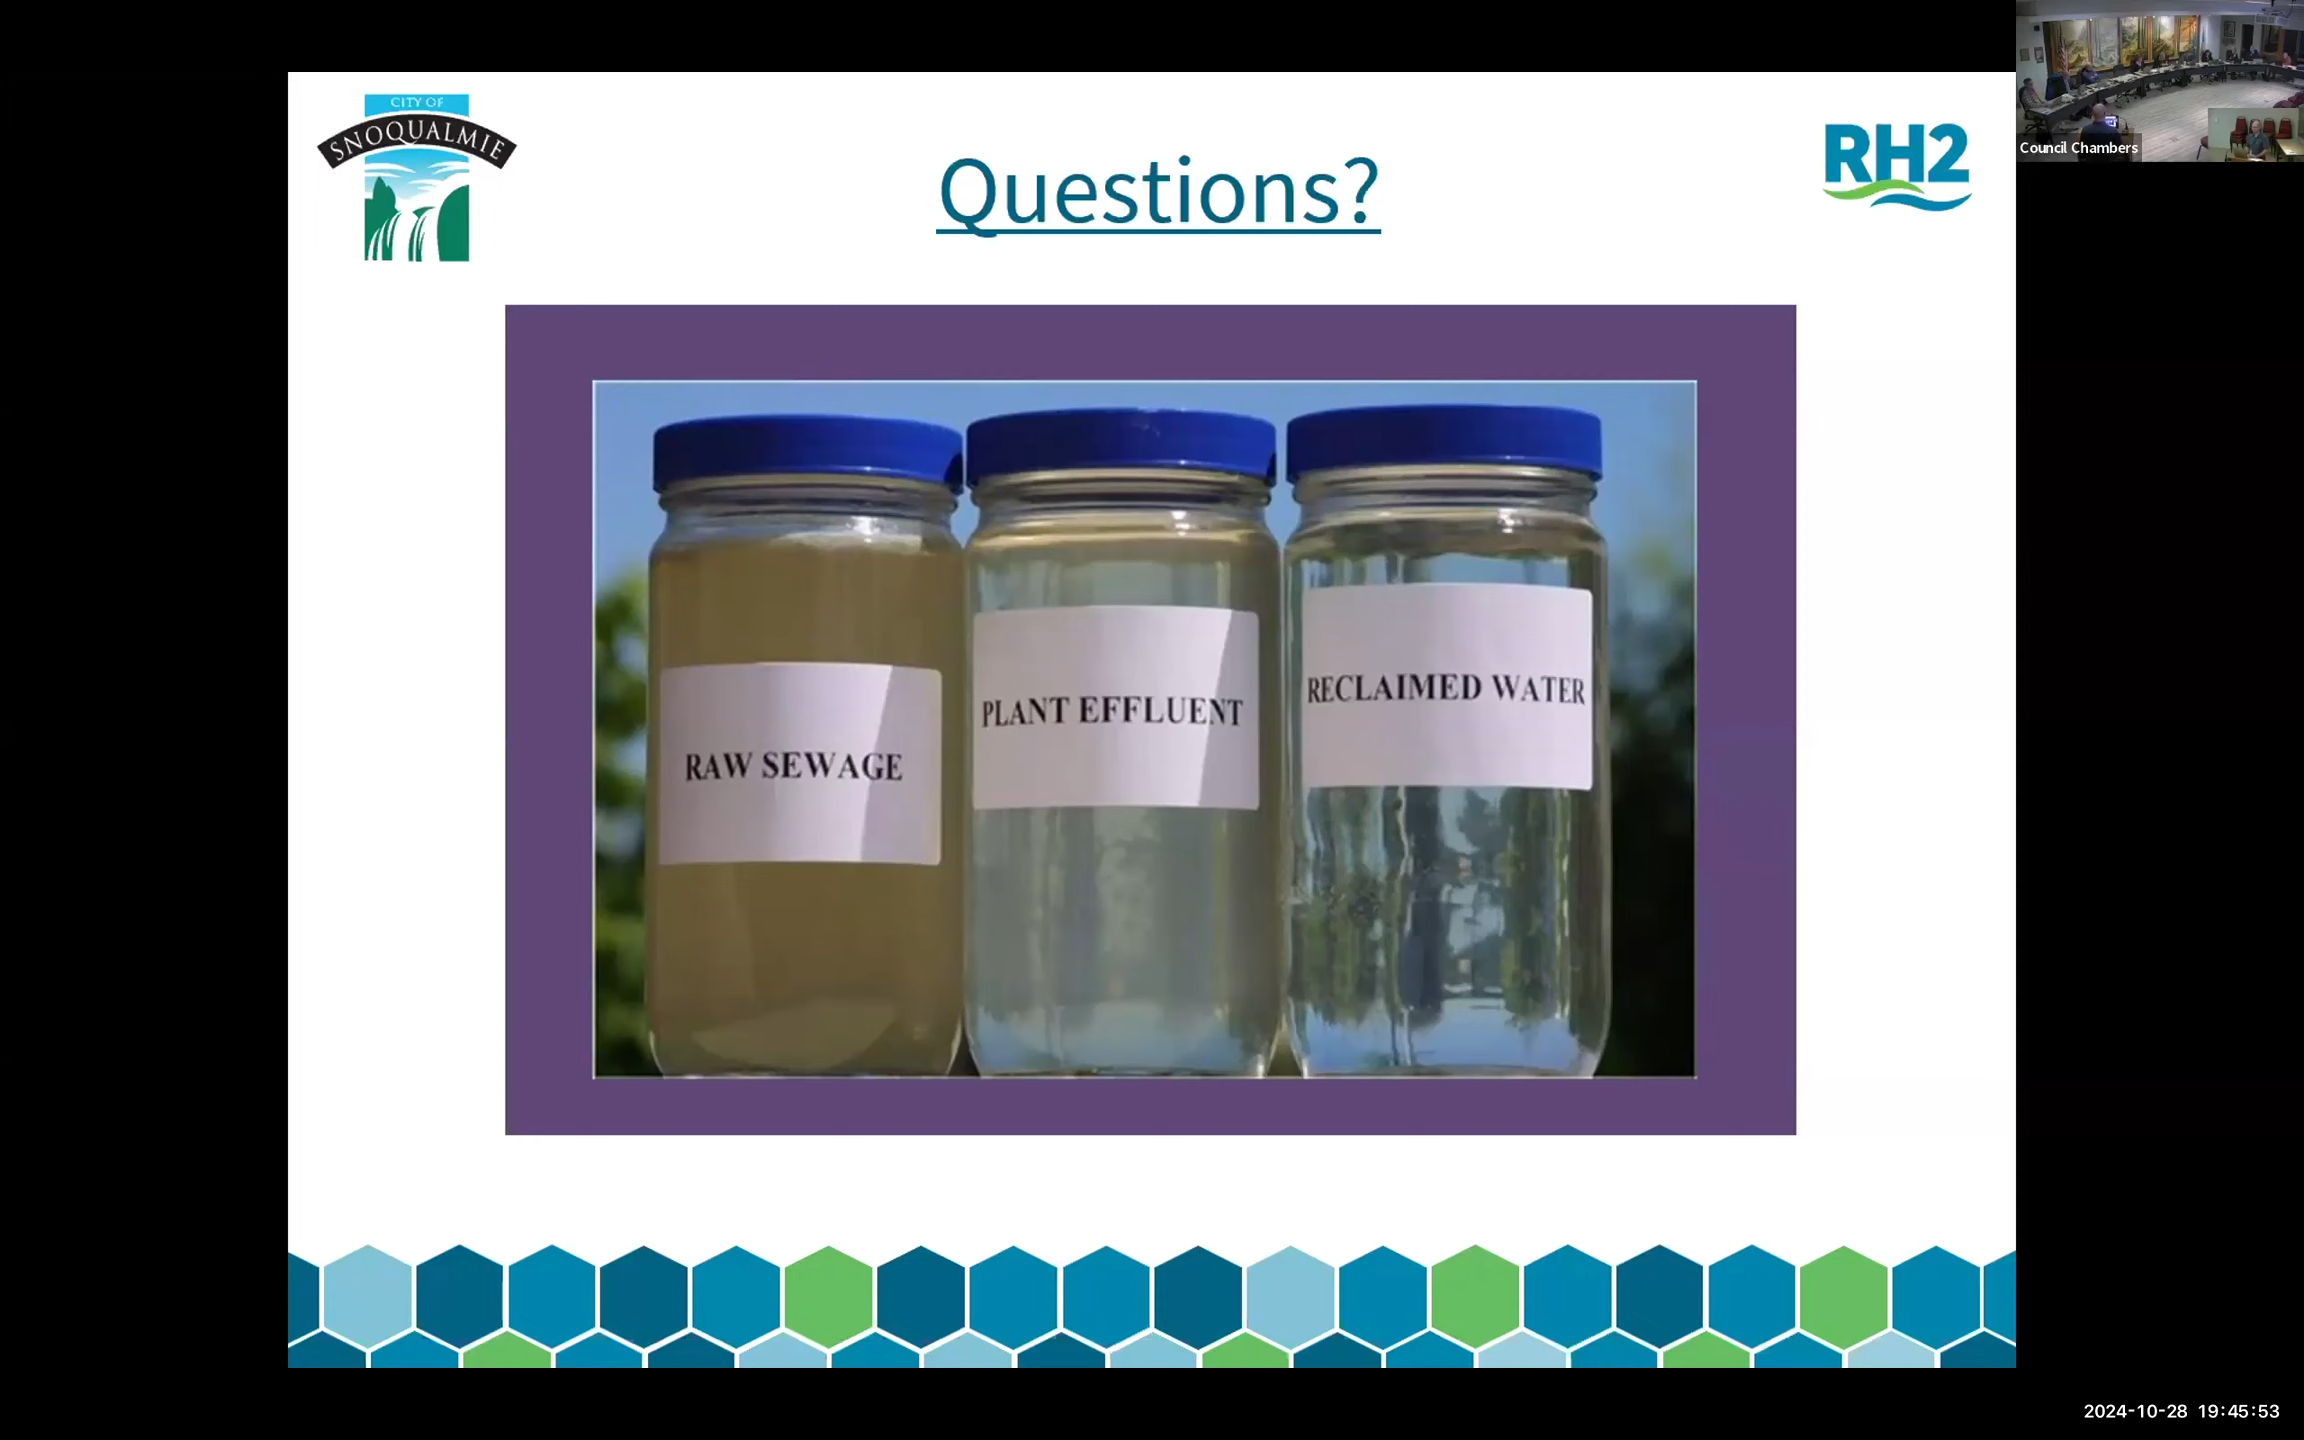 CITY OF
SNOQUALMIE
Questions?
RH2
Council Chambers
RAW SEWAGE
PLANT EFFLUENT
RECLAIMED WATER
2024-10-28 19:45:53